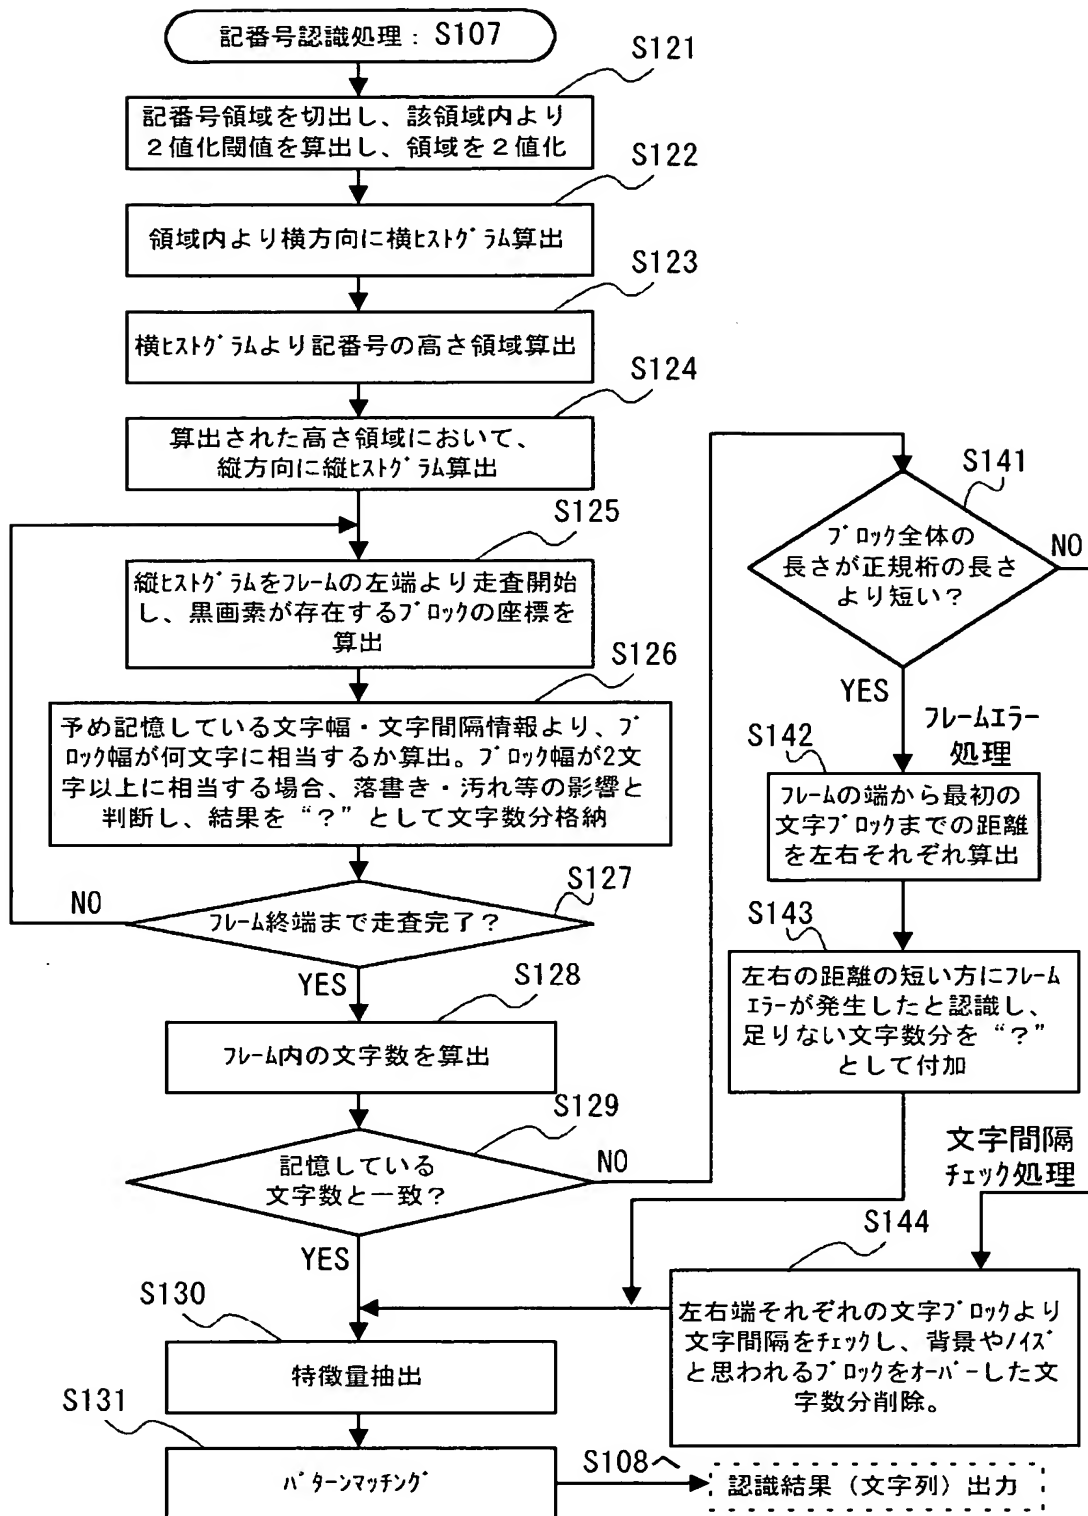 記番号認識処理：S107
S121
記番号領域を切出し、該領域内より
２値化閾値を算出し、領域を２値化
S122
領域内より横方向に横ﾋｽﾄｸﾞﾗﾑ算出
S123
横ﾋｽﾄｸﾞﾗﾑより記番号の高さ領域算出
S124
算出された高さ領域において、
縦方向に縦ﾋｽﾄｸﾞﾗﾑ算出
S125
縦ﾋｽﾄｸﾞﾗﾑをﾌﾚｰﾑの左端より走査開始
し、黒画素が存在するﾌﾞﾛｯｸの座標を
算出
S126
予め記憶している文字幅・文字間隔情報より、ﾌﾞ
ﾛｯｸ幅が何文字に相当するか算出。ﾌﾞﾛｯｸ幅が2文
字以上に相当する場合、落書き・汚れ等の影響と
判断し、結果を“？”として文字数分格納
S127
NO
ﾌﾚｰﾑ終端まで走査完了？
YES
S128
ﾌﾚｰﾑ内の文字数を算出
S129
記憶している
文字数と一致？
NO
YES
S130
特徴量抽出
S131
ﾊﾟﾀｰﾝﾏｯﾁﾝｸﾞ
S108へ
認識結果（文字列）出力
S141
ﾌﾞﾛｯｸ全体の
長さが正規桁の長さ
より短い？
NO
YES
ﾌﾚｰﾑｴﾗｰ
処理
S142
ﾌﾚｰﾑの端から最初の
文字ﾌﾞﾛｯｸまでの距離
を左右それぞれ算出
S143
左右の距離の短い方にﾌﾚｰﾑ
ｴﾗｰが発生したと認識し、
足りない文字数分を“？”
として付加
文字間隔
ﾁｪｯｸ処理
S144
左右端それぞれの文字ﾌﾞﾛｯｸより
文字間隔をﾁｪｯｸし、背景やﾉｲｽﾞ
と思われるﾌﾞﾛｯｸをｵｰﾊﾞｰした文
字数分削除。